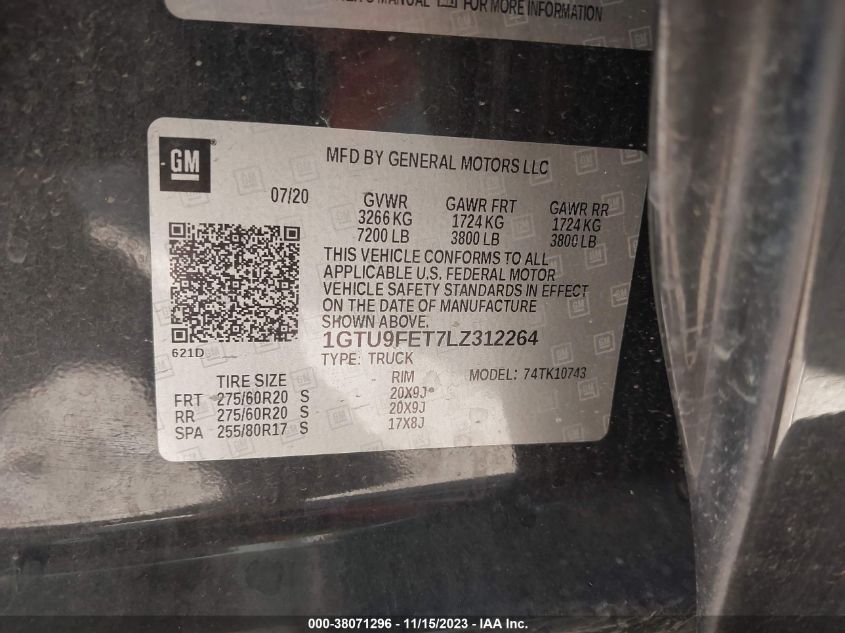 MANUAL FOR MORE INFORMATION
GM
MFD BY GENERAL MOTORS LLC
07/20
GVWR GAWR FRT GAWR RR
3266 KG 1724 KG 1724 KG
7200 LB 3800 LB 3800 LB
THIS VEHICLE CONFORMS TO ALL
APPLICABLE U.S. FEDERAL MOTOR
VEHICLE SAFETY STANDARDS IN EFFECT
ON THE DATE OF MANUFACTURE
SHOWN ABOVE.
621D
1GTU9FET7LZ312264
TYPE: TRUCK
MODEL: 74TK10743
TIRE SIZE RIM
FRT 275/60R20 S 20X9J
RR 275/60R20 S 20X9J
SPA 255/80R17 S 17X8J
000-38071296 - 11/15/2023 - IAAI.COM